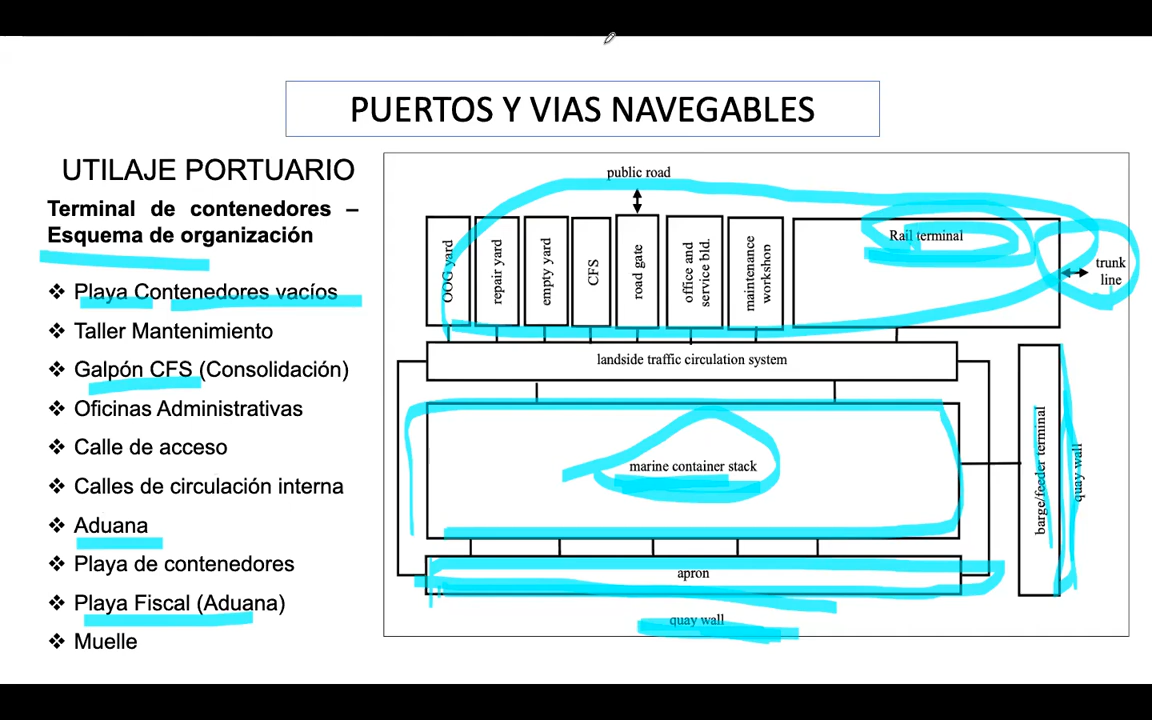 PUERTOS Y VIAS NAVEGABLES
UTILAJE PORTUARIO
Terminal de contenedores –
Esquema de organización
❖ Playa Contenedores vacíos
❖ Taller Mantenimiento
❖ Galpón CFS (Consolidación)
❖ Oficinas Administrativas
❖ Calle de acceso
❖ Calles de circulación interna
❖ Aduana
❖ Playa de contenedores
❖ Playa Fiscal (Aduana)
❖ Muelle
public road
OOG yard
repair yard
empty yard
CFS
road gate
office and
service bld.
maintenance
workshop
Rail terminal
trunk
line
landside traffic circulation system
marine container stack
barge/feeder terminal
quay wall
apron
quay wall